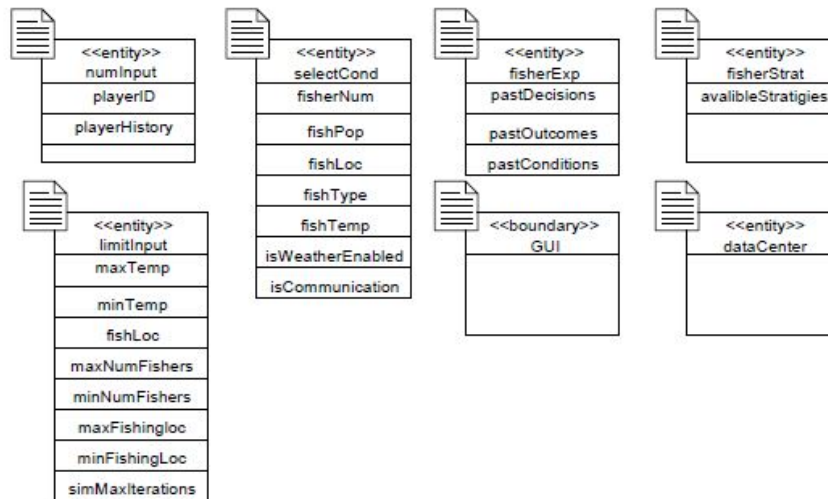 <<entity>>
numInput
playerID
playerHistory
<<entity>>
selectCond
fisherNum
fishPop
fishLoc
fishType
fishTemp
isWeatherEnabled
isCommunication
<<entity>>
fisherExp
pastDecisions
pastOutcomes
pastConditions
<<entity>>
fisherStrat
avalibleStratigies
<<entity>>
limitInput
maxTemp
minTemp
fishLoc
maxNumFishers
minNumFishers
maxFishingloc
minFishingLoc
simMaxIterations
<<boundary>>
GUI
<<entity>>
dataCenter